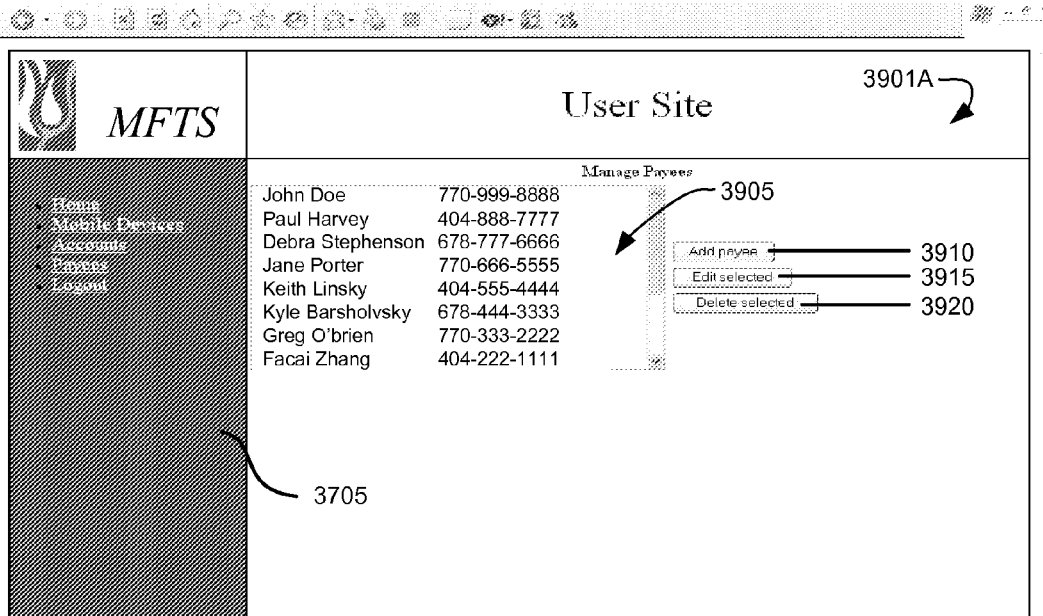 3901A
MFTS
User Site
Manage Payees
Home
Mobile Devices
Accounts
Payees
Logout
John Doe 770-999-8888
Paul Harvey 404-888-7777
Debra Stephenson 678-777-6666
Jane Porter 770-666-5555
Keith Linsky 404-555-4444
Kyle Barsholvsky 678-444-3333
Greg O'brien 770-333-2222
Facai Zhang 404-222-1111
3905
Add payee 3910
Edit selected 3915
Delete selected 3920
3705